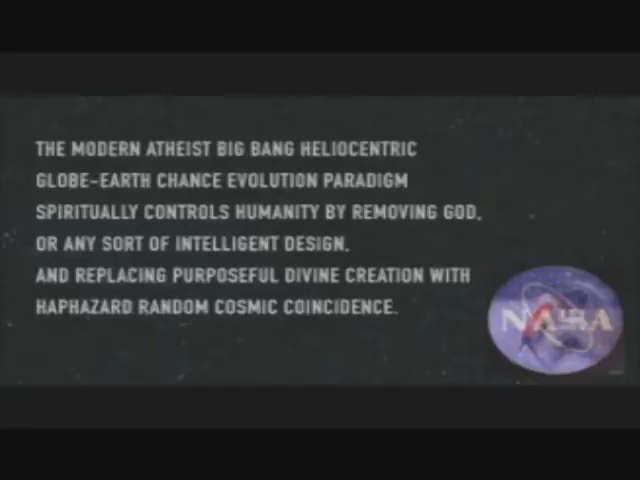 THE MODERN ATHEIST BIG BANG HELIOCENTRIC
GLOBE-EARTH CHANCE EVOLUTION PARADIGM
SPIRITUALLY CONTROLS HUMANITY BY REMOVING GOD,
OR ANY SORT OF INTELLIGENT DESIGN,
AND REPLACING PURPOSEFUL DIVINE CREATION WITH
HAPHAZARD RANDOM COSMIC COINCIDENCE.